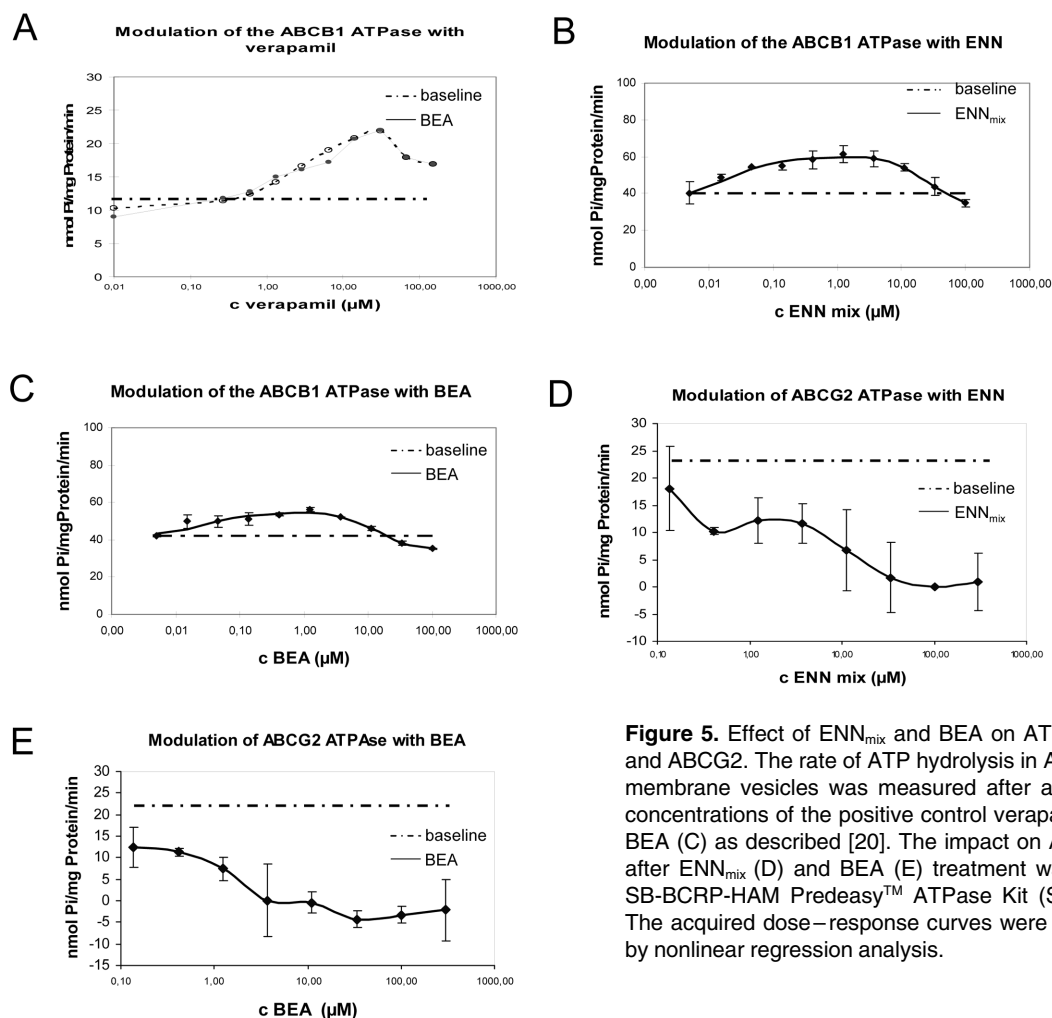 A
Modulation of the ABCB1 ATPase with
verapamil
nmol Pi/mgProtein/min
30
25
20
15
10
5
0
baseline
BEA
0,01
0,10
1,00
10,00
100,00
1000,00
c verapamil (µM)
B
Modulation of the ABCB1 ATPase with ENN
nmol Pi/mgProtein/min
100
80
60
40
20
0
baseline
ENNmix
0,00
0,01
0,10
1,00
10,00
100,00
1000,00
c ENN mix (µM)
C
Modulation of the ABCB1 ATPase with BEA
nmol Pi/mgProtein/min
100
80
60
40
20
0
baseline
BEA
0,00
0,01
0,10
1,00
10,00
100,00
1000,00
c BEA (µM)
D
Modulation of ABCG2 ATPase with ENN
nmol Pi/mg Protein/min
30
25
20
15
10
5
0
-5
-10
baseline
ENNmix
0,10
1,00
10,00
100,00
1000,00
c ENN mix (µM)
E
Modulation of ABCG2 ATPAse with BEA
nmol Pi/mg Protein/min
30
25
20
15
10
5
0
-5
-10
-15
baseline
BEA
0,10
1,00
10,00
100,00
1000,00
c BEA (µM)
Figure 5. Effect of ENNmix and BEA on ATP
and ABCG2. The rate of ATP hydrolysis in A
membrane vesicles was measured after a
concentrations of the positive control verapa
BEA (C) as described [20]. The impact on A
after ENNmix (D) and BEA (E) treatment w
SB-BCRP-HAM Predeasy™ ATPase Kit (S
The acquired dose–response curves were
by nonlinear regression analysis.